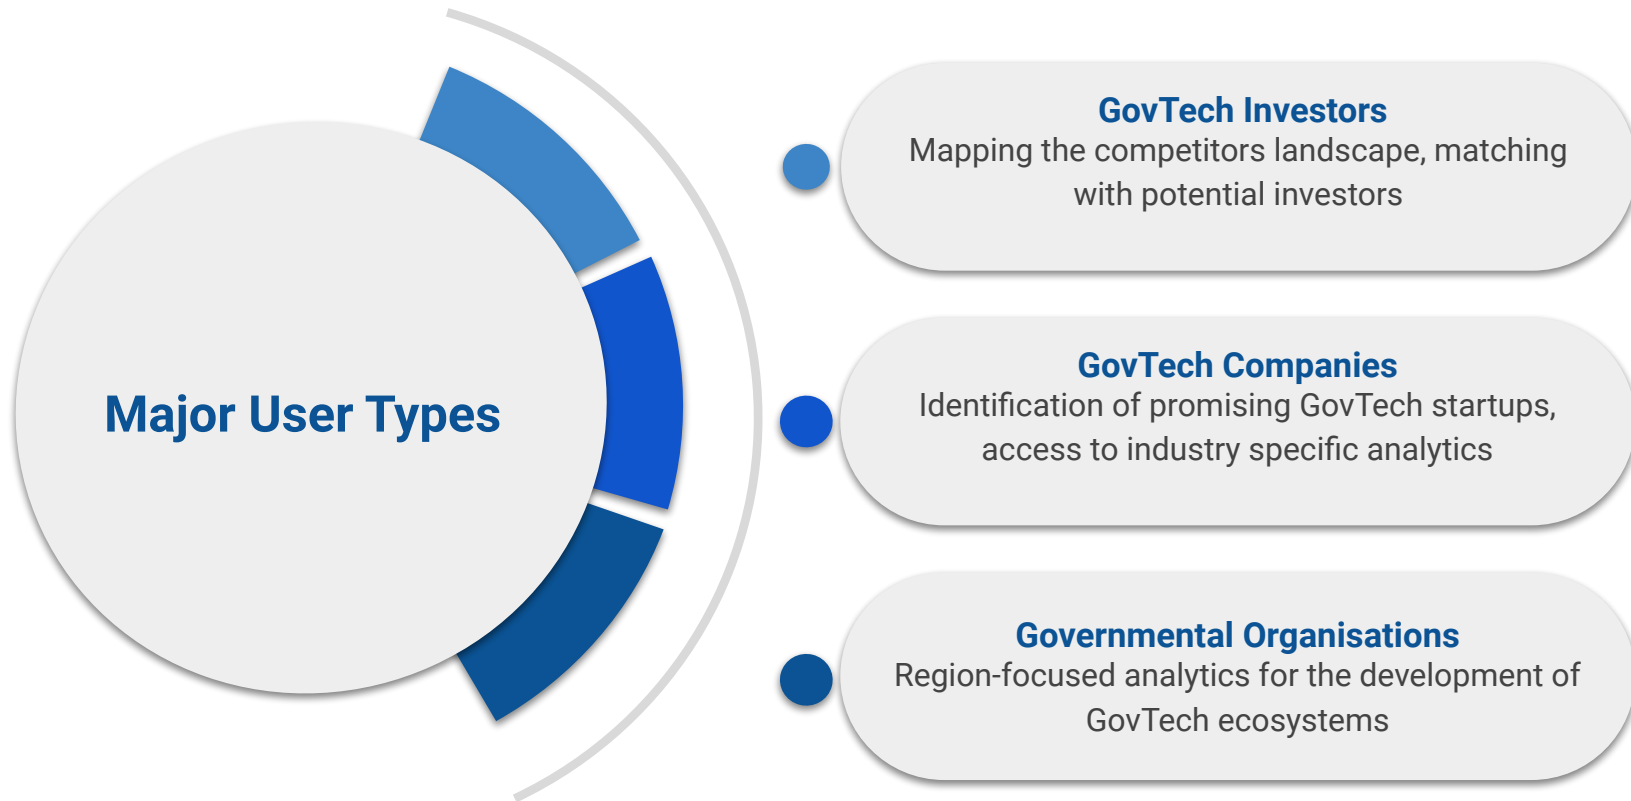 Major User Types
GovTech Investors
Mapping the competitors landscape, matching
with potential investors
GovTech Companies
Identification of promising GovTech startups,
access to industry specific analytics
Governmental Organisations
Region-focused analytics for the development of
GovTech ecosystems